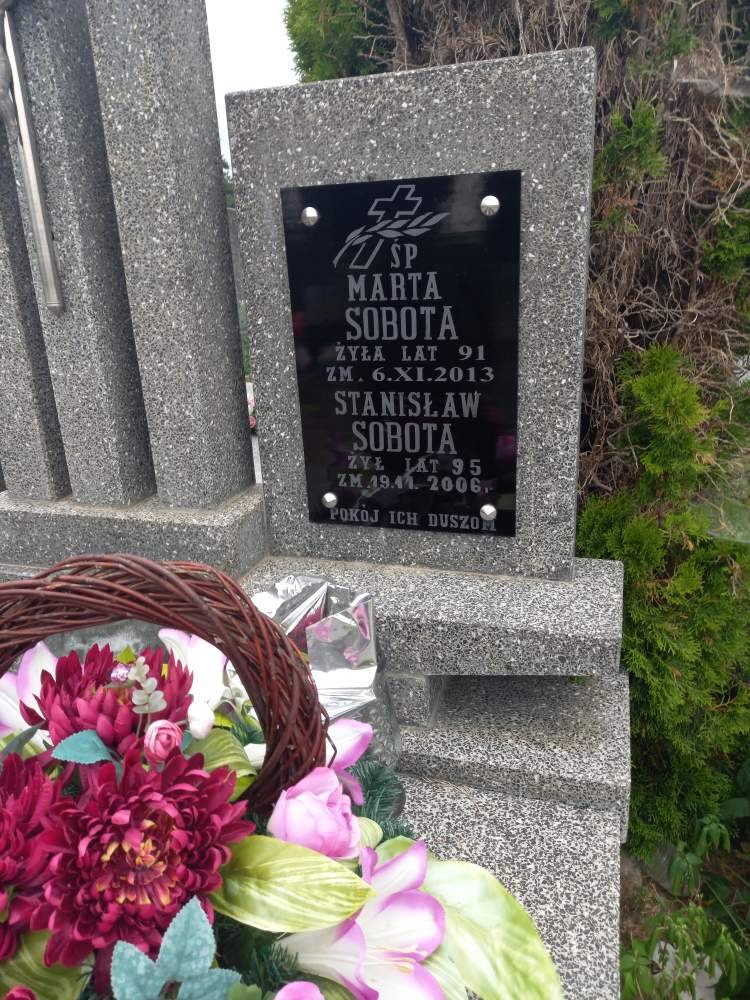 ŚP
MARTA
SOBOTA
ŻYŁA LAT 91
ZM. 6.XI.2013
STANISŁAW
SOBOTA
ŻYŁ LAT 95
ZM. 19.11. 2006.
POKÓJ ICH DUSZOM